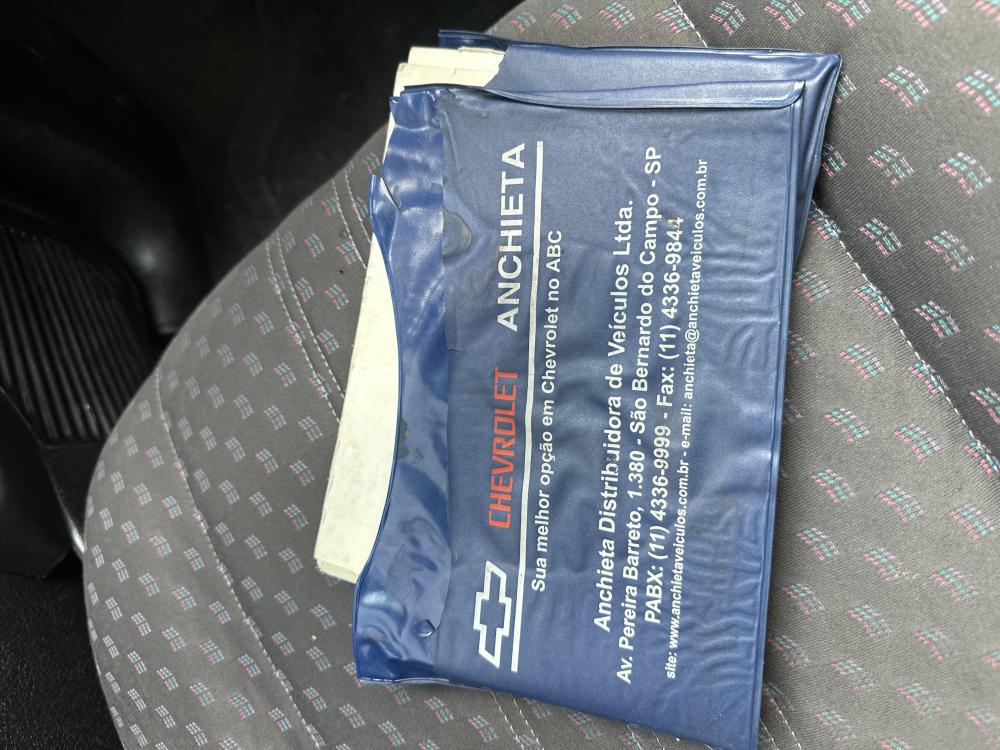 CHEVROLET ANCHIETA
Sua melhor opção em Chevrolet no ABC
Anchieta Distribuidora de Veículos Ltda.
Av. Pereira Barreto, 1.380 - São Bernardo do Campo - SP
PABX: (11) 4336-9999 - Fax: (11) 4336-9844
site: www.anchietaveiculos.com.br - e-mail: anchieta@anchietaveiculos.com.br